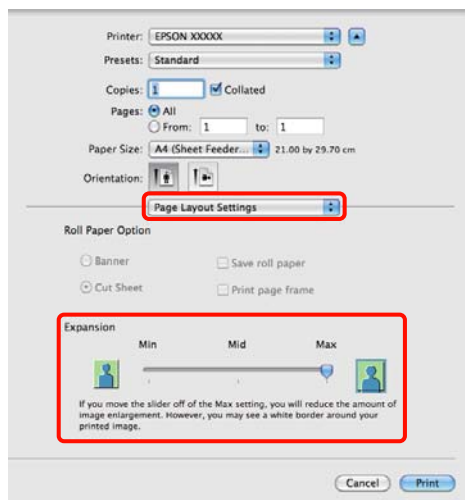 Printer: EPSON XXXXX
Presets: Standard
Copies: 1 Collated
Pages: All
From: 1 to: 1
Paper Size: A4 (Sheet Feeder... 21.00 by 29.70 cm
Orientation:
Page Layout Settings
Roll Paper Option
Banner Save roll paper
Cut Sheet Print page frame
Expansion
Min Mid Max
If you move the slider off of the Max setting, you will reduce the amount of
image enlargement. However, you may see a white border around your
printed image.
Cancel Print